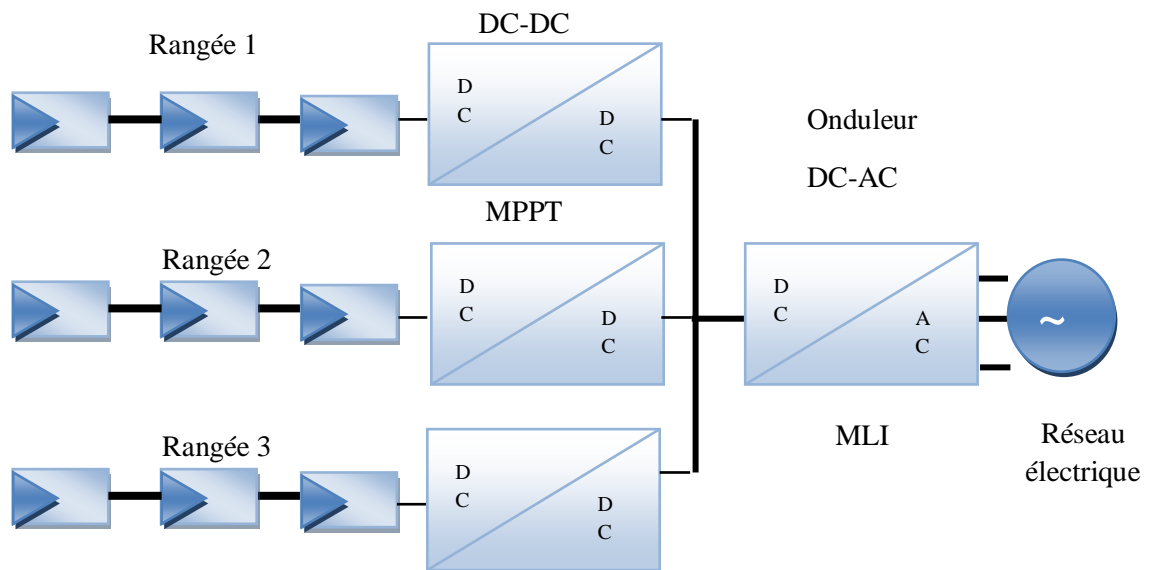 DC-DC
Rangée 1
D
C
D
C
Onduleur
DC-AC
MPPT
Rangée 2
D
C
D
C
D
C
A
C
~
Rangée 3
D
C
D
C
MLI
Réseau
électrique